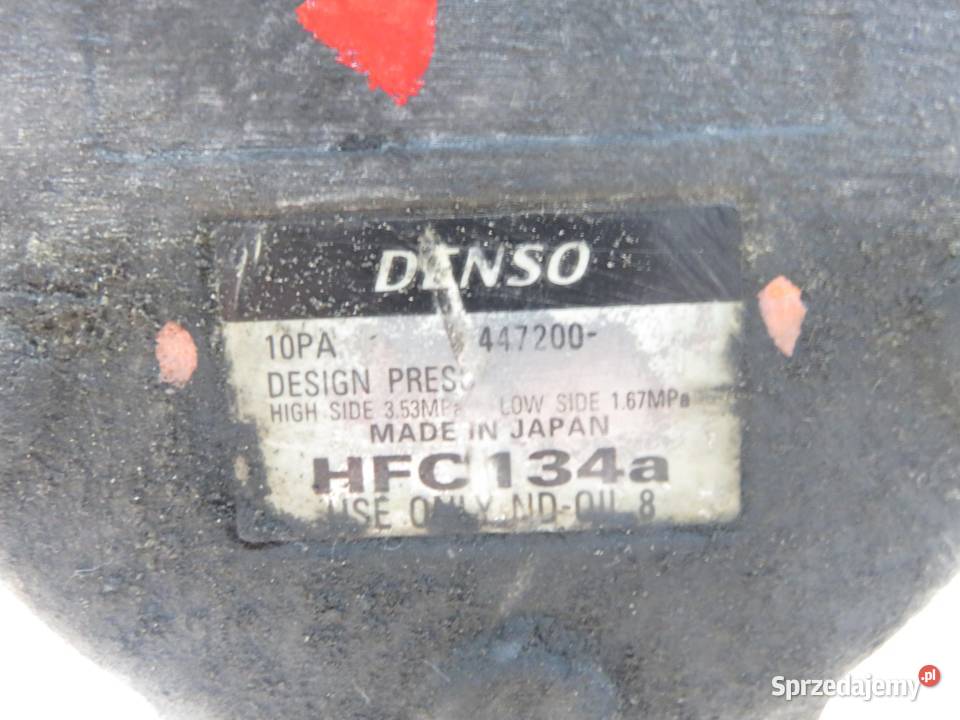 DENSO
10PA 447200-
DESIGN PRESS
HIGH SIDE 3.53MPa LOW SIDE 1.67MPa
MADE IN JAPAN
HFC134a
USE ONLY ND-OIL 8
Sprzedajemy.pl